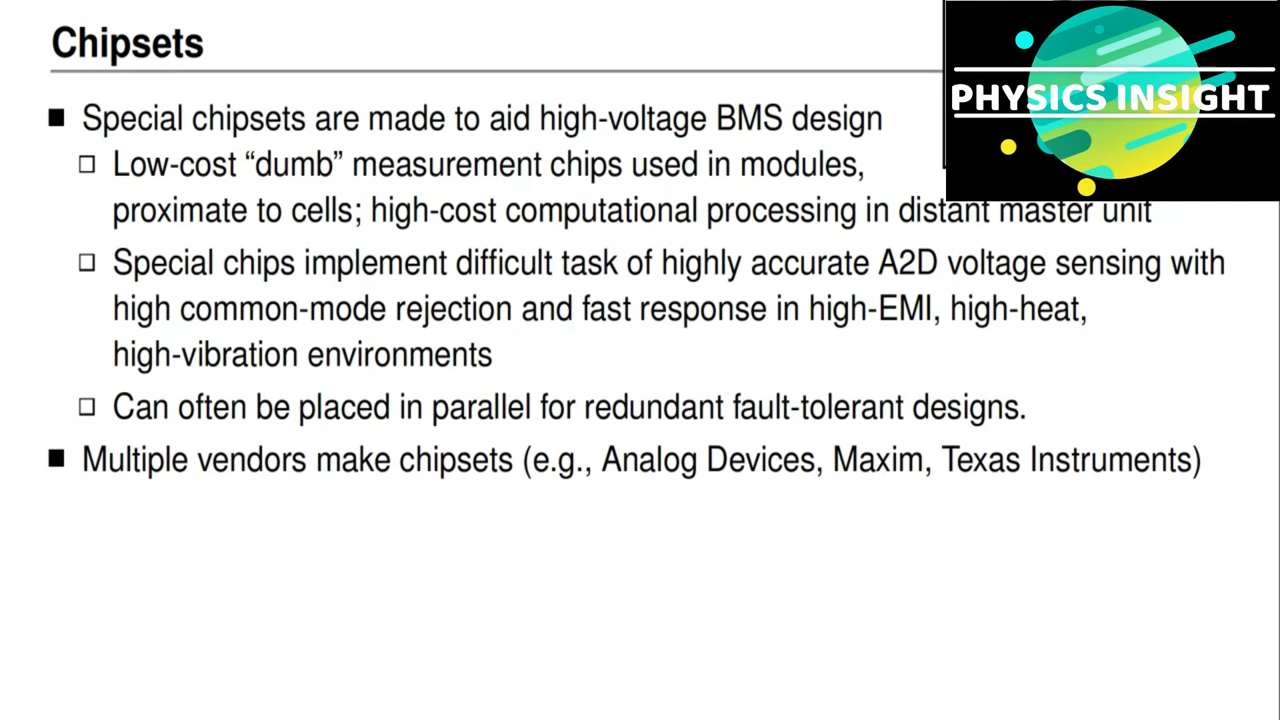 Chipsets
PHYSICS INSIGHT
Special chipsets are made to aid high-voltage BMS design
Low-cost “dumb” measurement chips used in modules,
proximate to cells; high-cost computational processing in distant master unit
Special chips implement difficult task of highly accurate A2D voltage sensing with
high common-mode rejection and fast response in high-EMI, high-heat,
high-vibration environments
Can often be placed in parallel for redundant fault-tolerant designs.
Multiple vendors make chipsets (e.g., Analog Devices, Maxim, Texas Instruments)